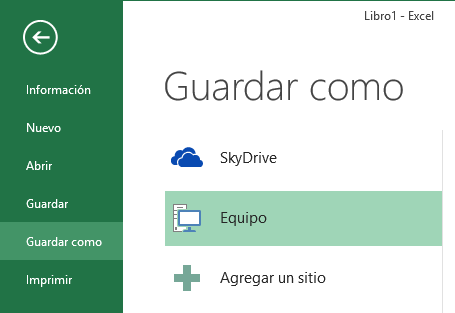 Libro1 - Excel
Información
Nuevo
Abrir
Guardar
Guardar como
Imprimir
Guardar como
SkyDrive
Equipo
Agregar un sitio